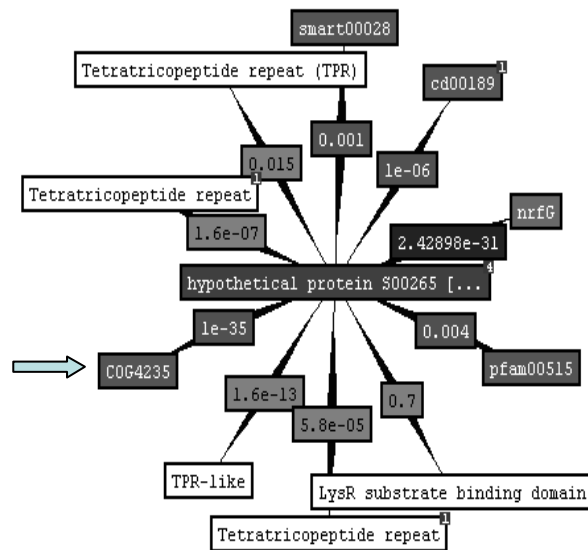 smart00028
Tetratricopeptide repeat (TPR)
cd00189 1
0.001
0.015
1e-06
Tetratricopeptide repeat 1
nrfG
1.6e-07
2.42898e-31
hypothetical protein SO0265 [... 4
1e-35
0.004
COG4235
pfam00515
1.6e-13
0.7
5.8e-05
TPR-like
LysR substrate binding domain
Tetratricopeptide repeat 1